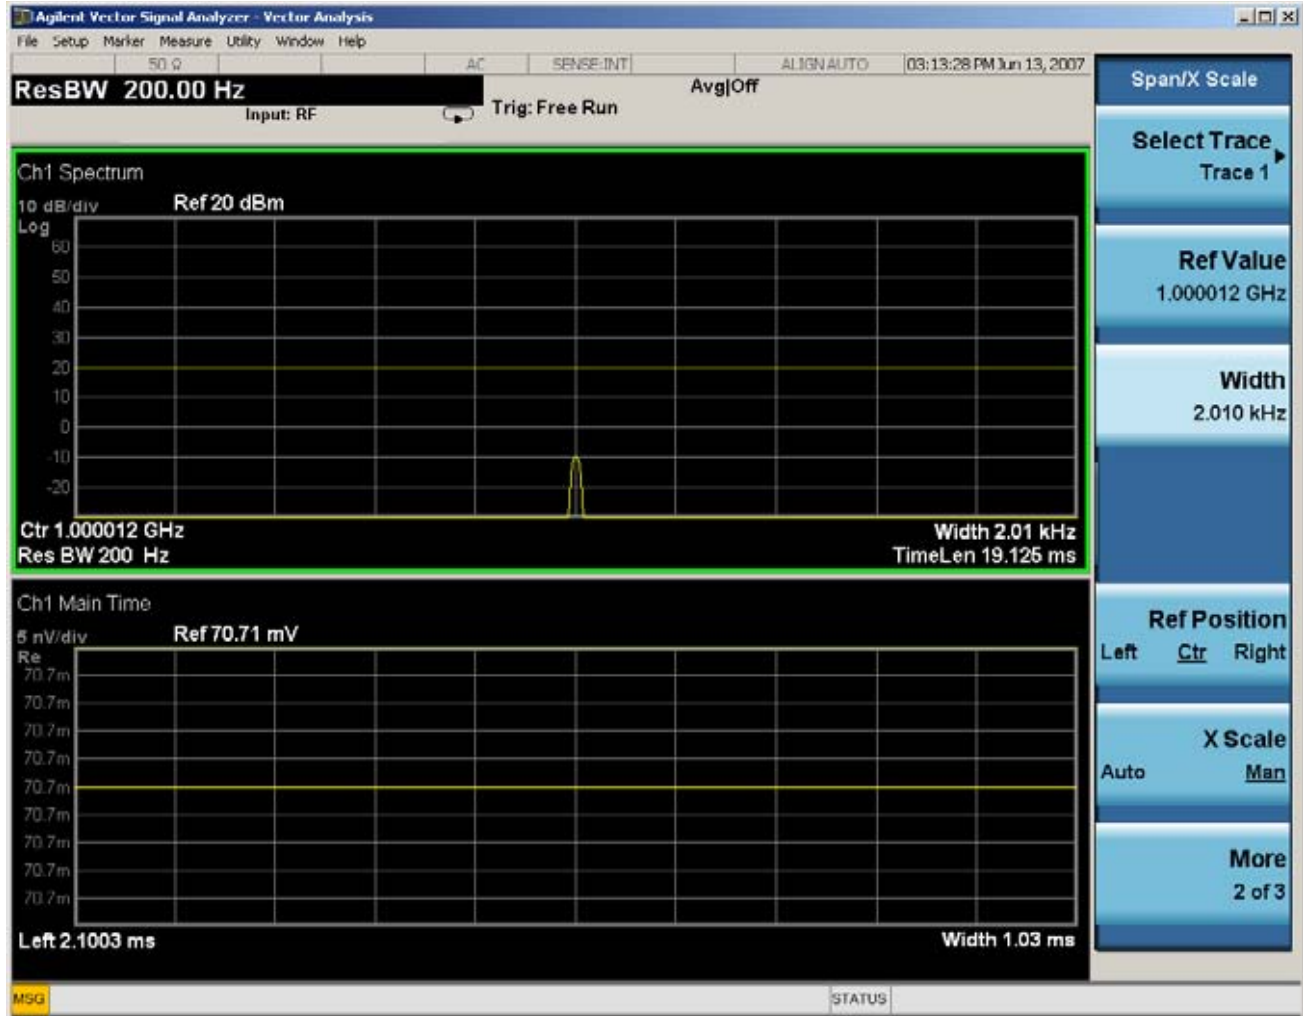 Agilent Vector Signal Analyzer - Vector Analysis
File Setup Marker Measure Utility Window Help
50 Ω AC SENSE:INT ALIGN AUTO 03:13:28 PM Jun 13, 2007
ResBW 200.00 Hz
Avg|Off
Input: RF
Trig: Free Run
Ch1 Spectrum
10 dB/div Ref 20 dBm
Log
60
50
40
30
20
10
0
-10
-20
Ctr 1.000012 GHz Width 2.01 kHz
Res BW 200 Hz TimeLen 19.125 ms
Ch1 Main Time
5 nV/div Ref 70.71 mV
Re
70.7m
70.7m
70.7m
70.7m
70.7m
70.7m
70.7m
70.7m
70.7m
Left 2.1003 ms Width 1.03 ms
Span/X Scale
Select Trace
Trace 1
Ref Value
1.000012 GHz
Width
2.010 kHz
Ref Position
Left Ctr Right
X Scale
Auto Man
More
2 of 3
MSG STATUS